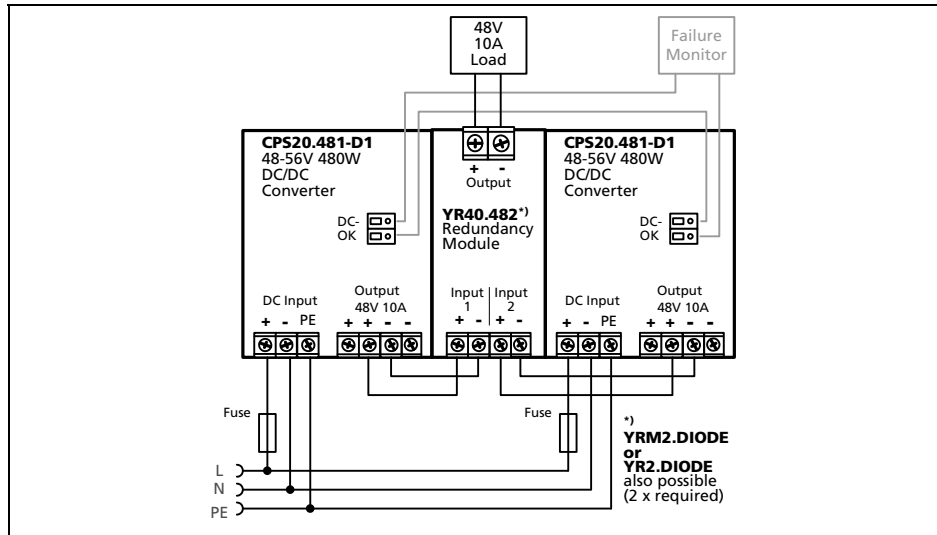 48V
10A
Load
Failure
Monitor
CPS20.481-D1
48-56V 480W
DC/DC
Converter
DC-
OK
DC Input
+ - PE
Output
48V 10A
+ + - -
+ -
Output
YR40.482*)
Redundancy
Module
Input
1
+ -
Input
2
+ -
CPS20.481-D1
48-56V 480W
DC/DC
Converter
DC-
OK
DC Input
+ - PE
Output
48V 10A
+ + - -
Fuse
Fuse
L
N
PE
*)
YRM2.DIODE
or
YR2.DIODE
also possible
(2 x required)